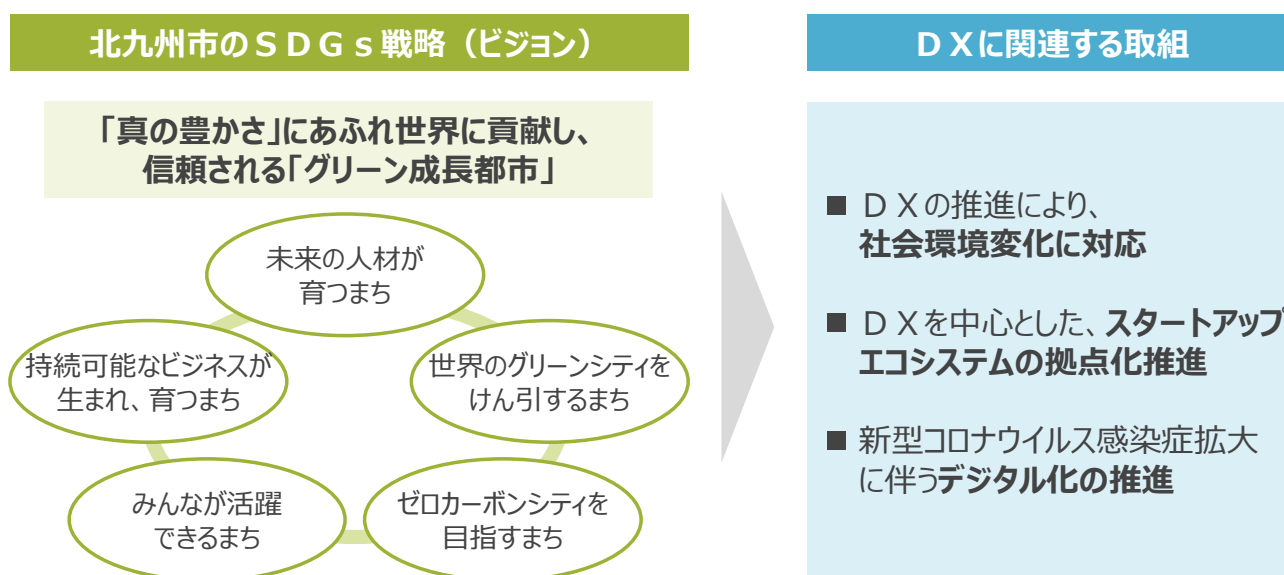 北九州市のＳＤＧｓ戦略（ビジョン）
「真の豊かさ」にあふれ世界に貢献し、
信頼される「グリーン成長都市」
未来の人材が
育つまち
持続可能なビジネスが
生まれ、育つまち
世界のグリーンシティを
けん引するまち
みんなが活躍
できるまち
ゼロカーボンシティを
目指すまち
ＤＸに関連する取組
■ ＤＸの推進により、
社会環境変化に対応
■ ＤＸを中心とした、スタートアップ
エコシステムの拠点化推進
■ 新型コロナウイルス感染症拡大
に伴うデジタル化の推進